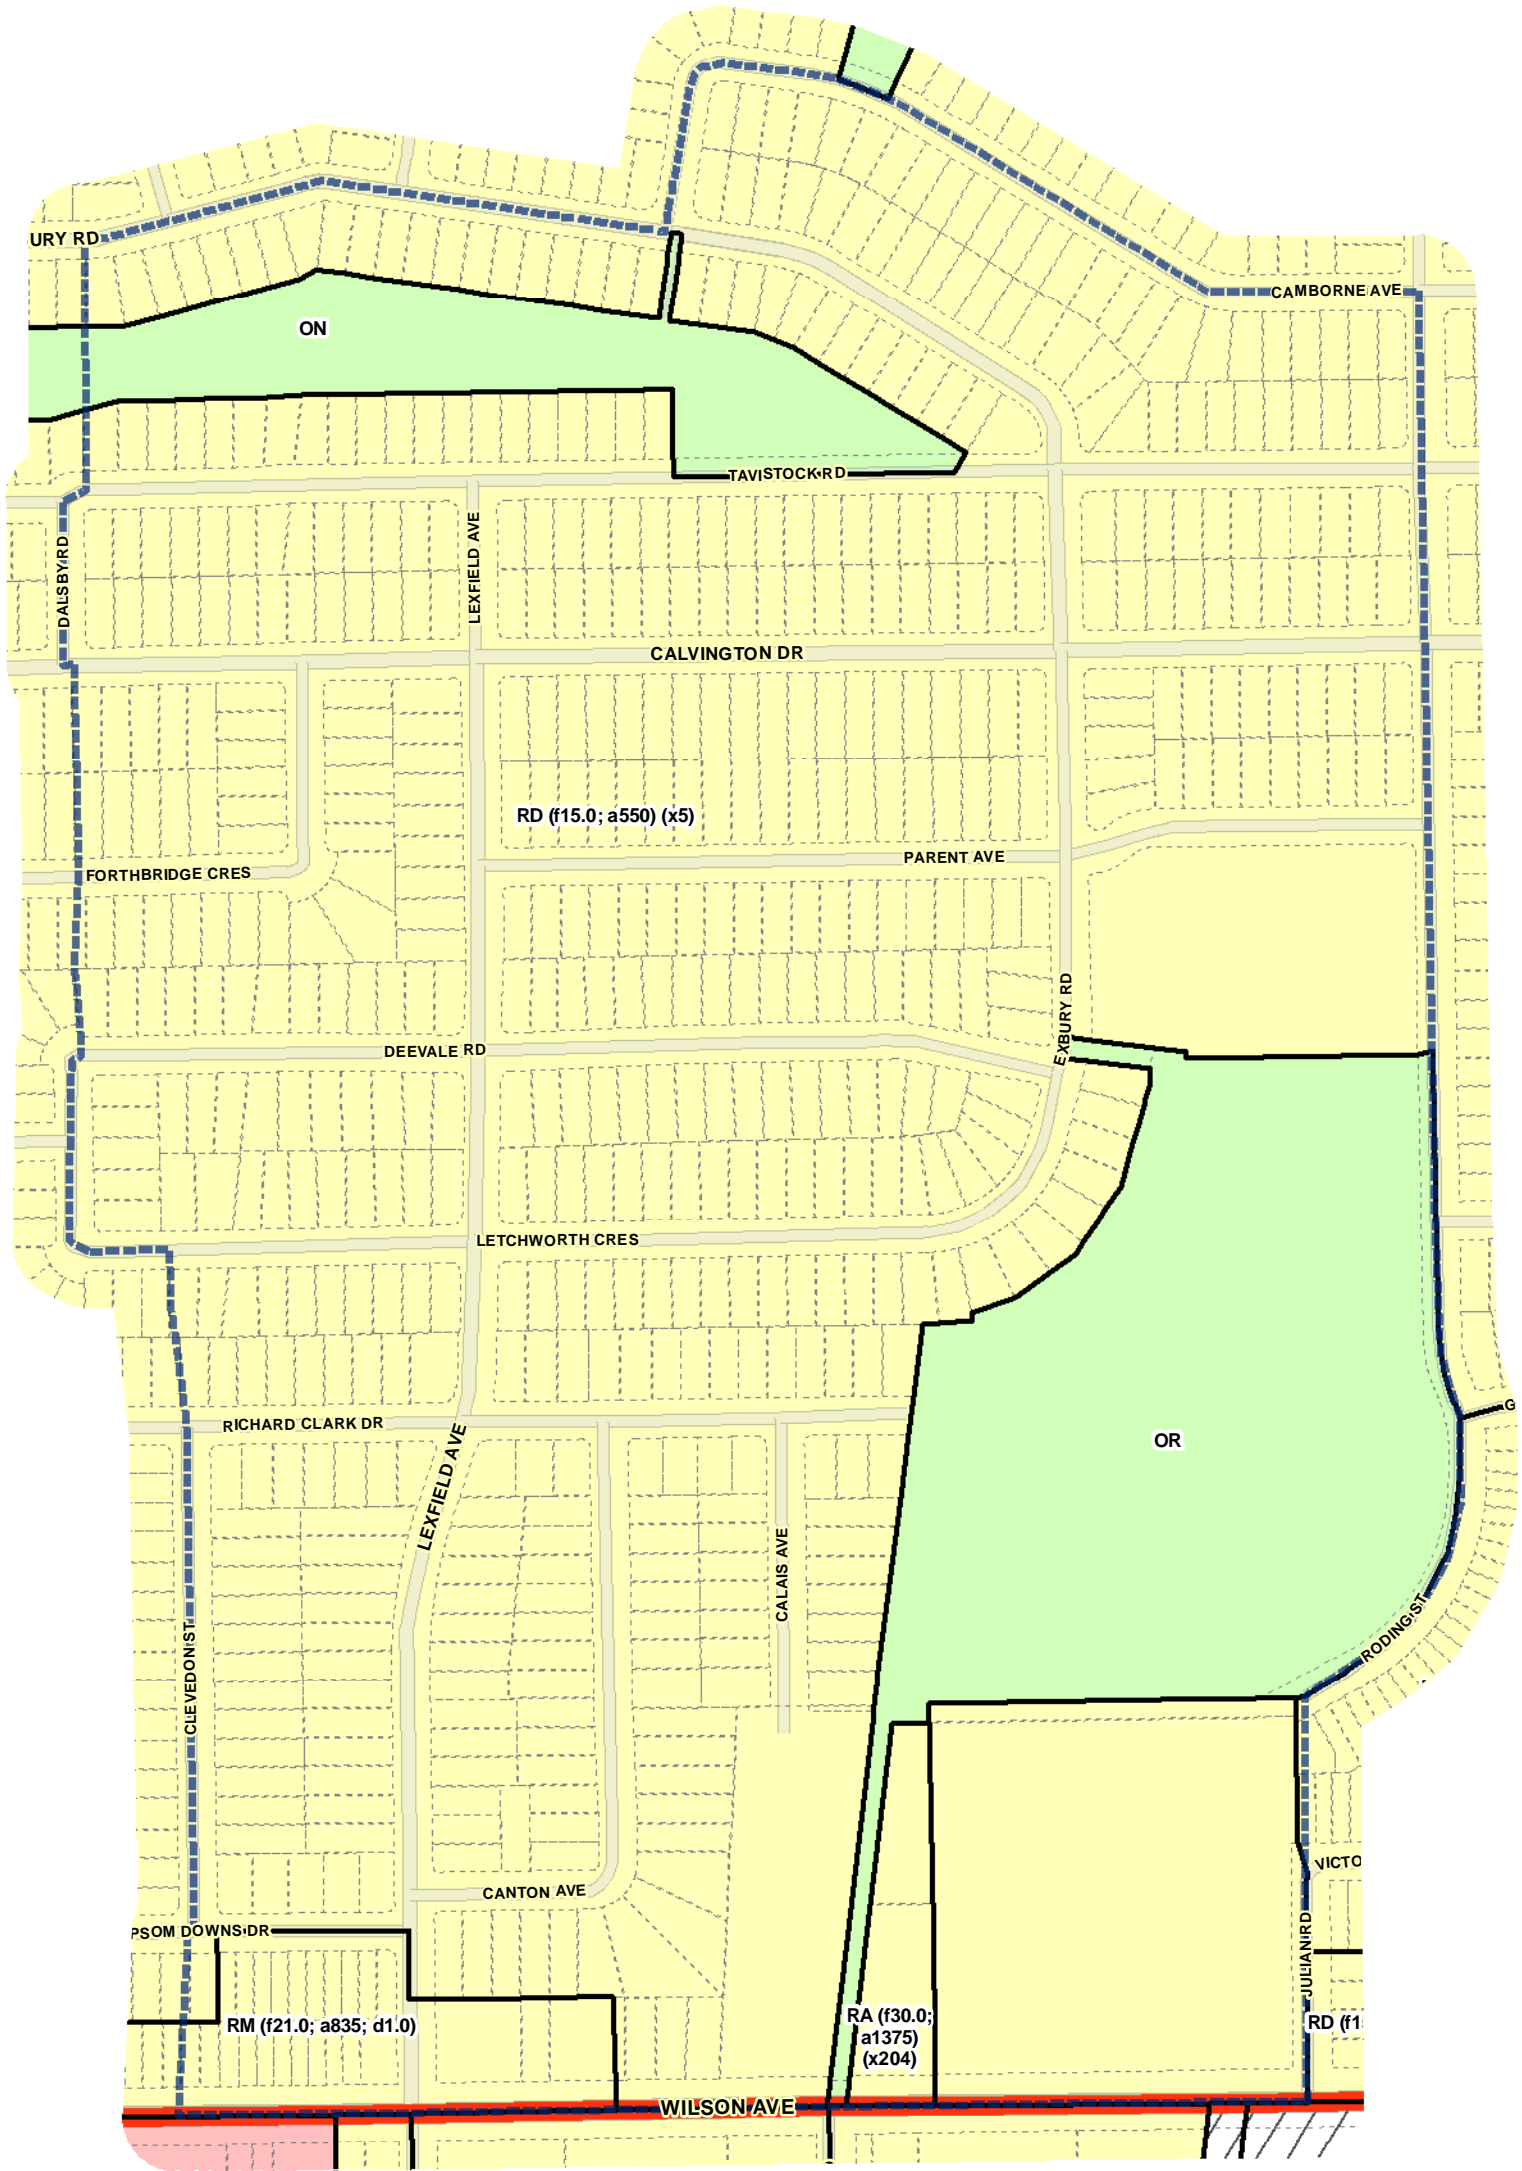 URY RD
CAMBORNE AVE
ON
TAVISTOCK RD
DALSBY RD
LEXFIELD AVE
CALVINGTON DR
RD (f15.0; a550) (x5)
PARENT AVE
FORTHBRIDGE CRES
EXBURY RD
DEEVALE RD
LETCHWORTH CRES
G
RICHARD CLARK DR
OR
LEXFIELD AVE
CALAIS AVE
RODING ST
CLEVEDON ST
VICTO
CANTON AVE
PSOM DOWNS DR
JULIAN RD
RA (f30.0;
a1375)
(x204)
RM (f21.0; a835; d1.0)
RD (f1
WILSON AVE